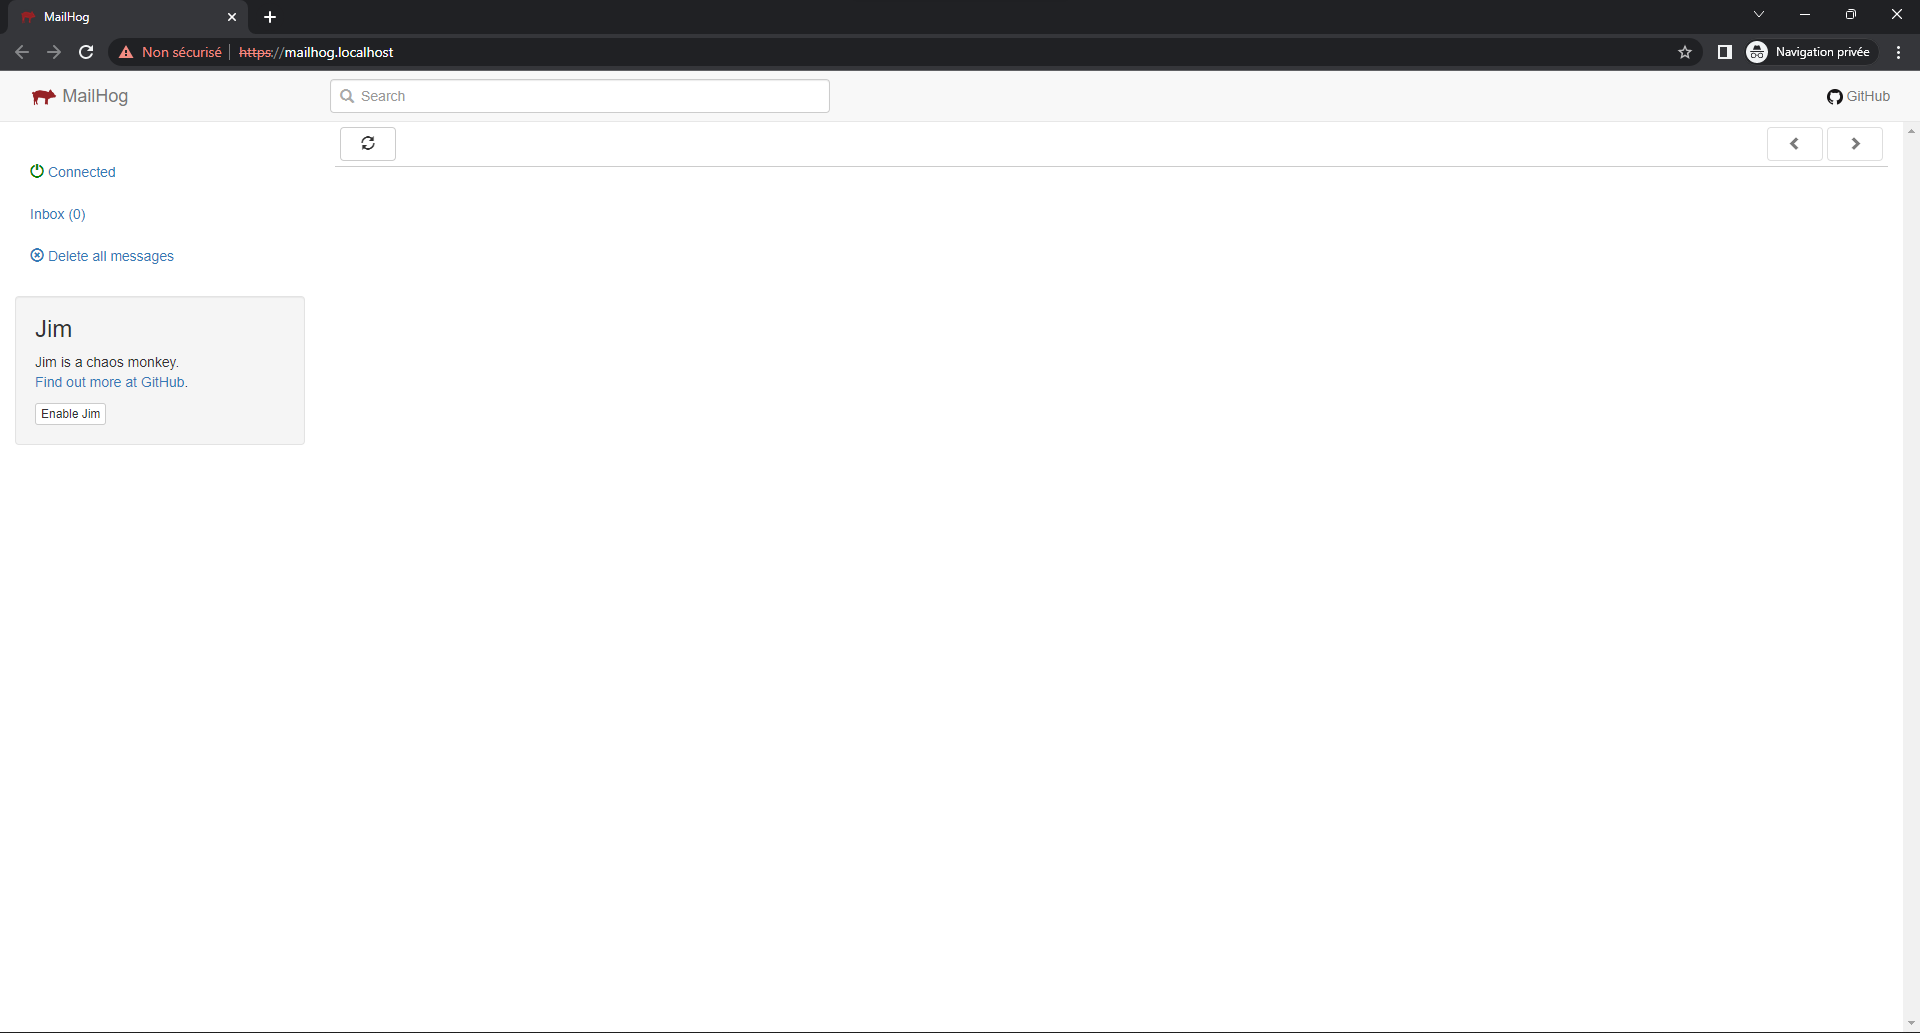 MailHog
Non sécurisé https://mailhog.localhost
Navigation privée
MailHog
Search
GitHub
Connected
Inbox (0)
Delete all messages
Jim
Jim is a chaos monkey.
Find out more at GitHub.
Enable Jim